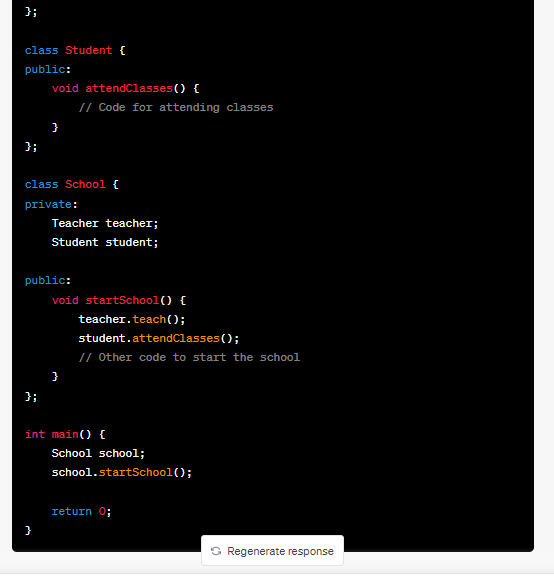 };
class Student {
public:
    void attendClasses() {
        // Code for attending classes
    }
};
class School {
private:
    Teacher teacher;
    Student student;
public:
    void startSchool() {
        teacher.teach();
        student.attendClasses();
        // Other code to start the school
    }
};
int main() {
    School school;
    school.startSchool();
    return 0;
}
Regenerate response